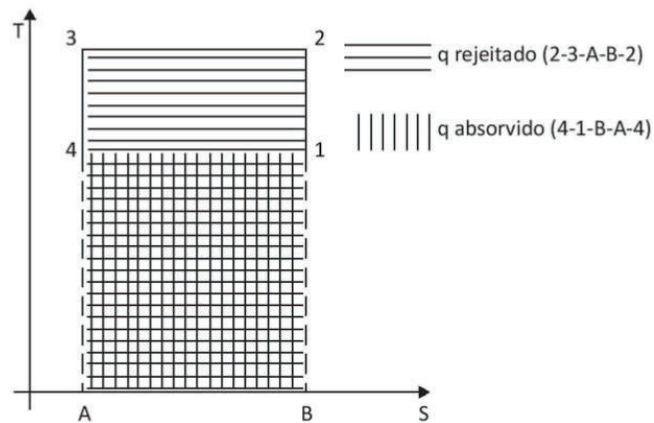 T
3
2
q rejeitado (2-3-A-B-2)
4
1
q absorvido (4-1-B-A-4)
A
B
S